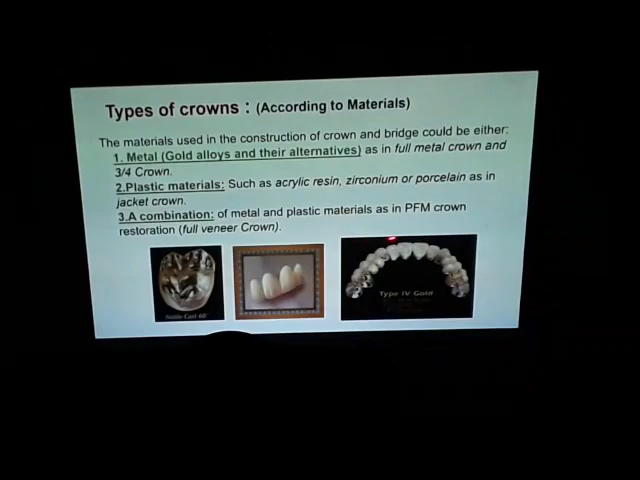 Types of crowns : (According to Materials)
The materials used in the construction of crown and bridge could be either:
1. Metal (Gold alloys and their alternatives) as in full metal crown and
3/4 Crown.
2.Plastic materials: Such as acrylic resin, zirconium or porcelain as in
jacket crown.
3.A combination: of metal and plastic materials as in PFM crown
restoration (full veneer Crown).
Noble Cast 60
Type IV Gold